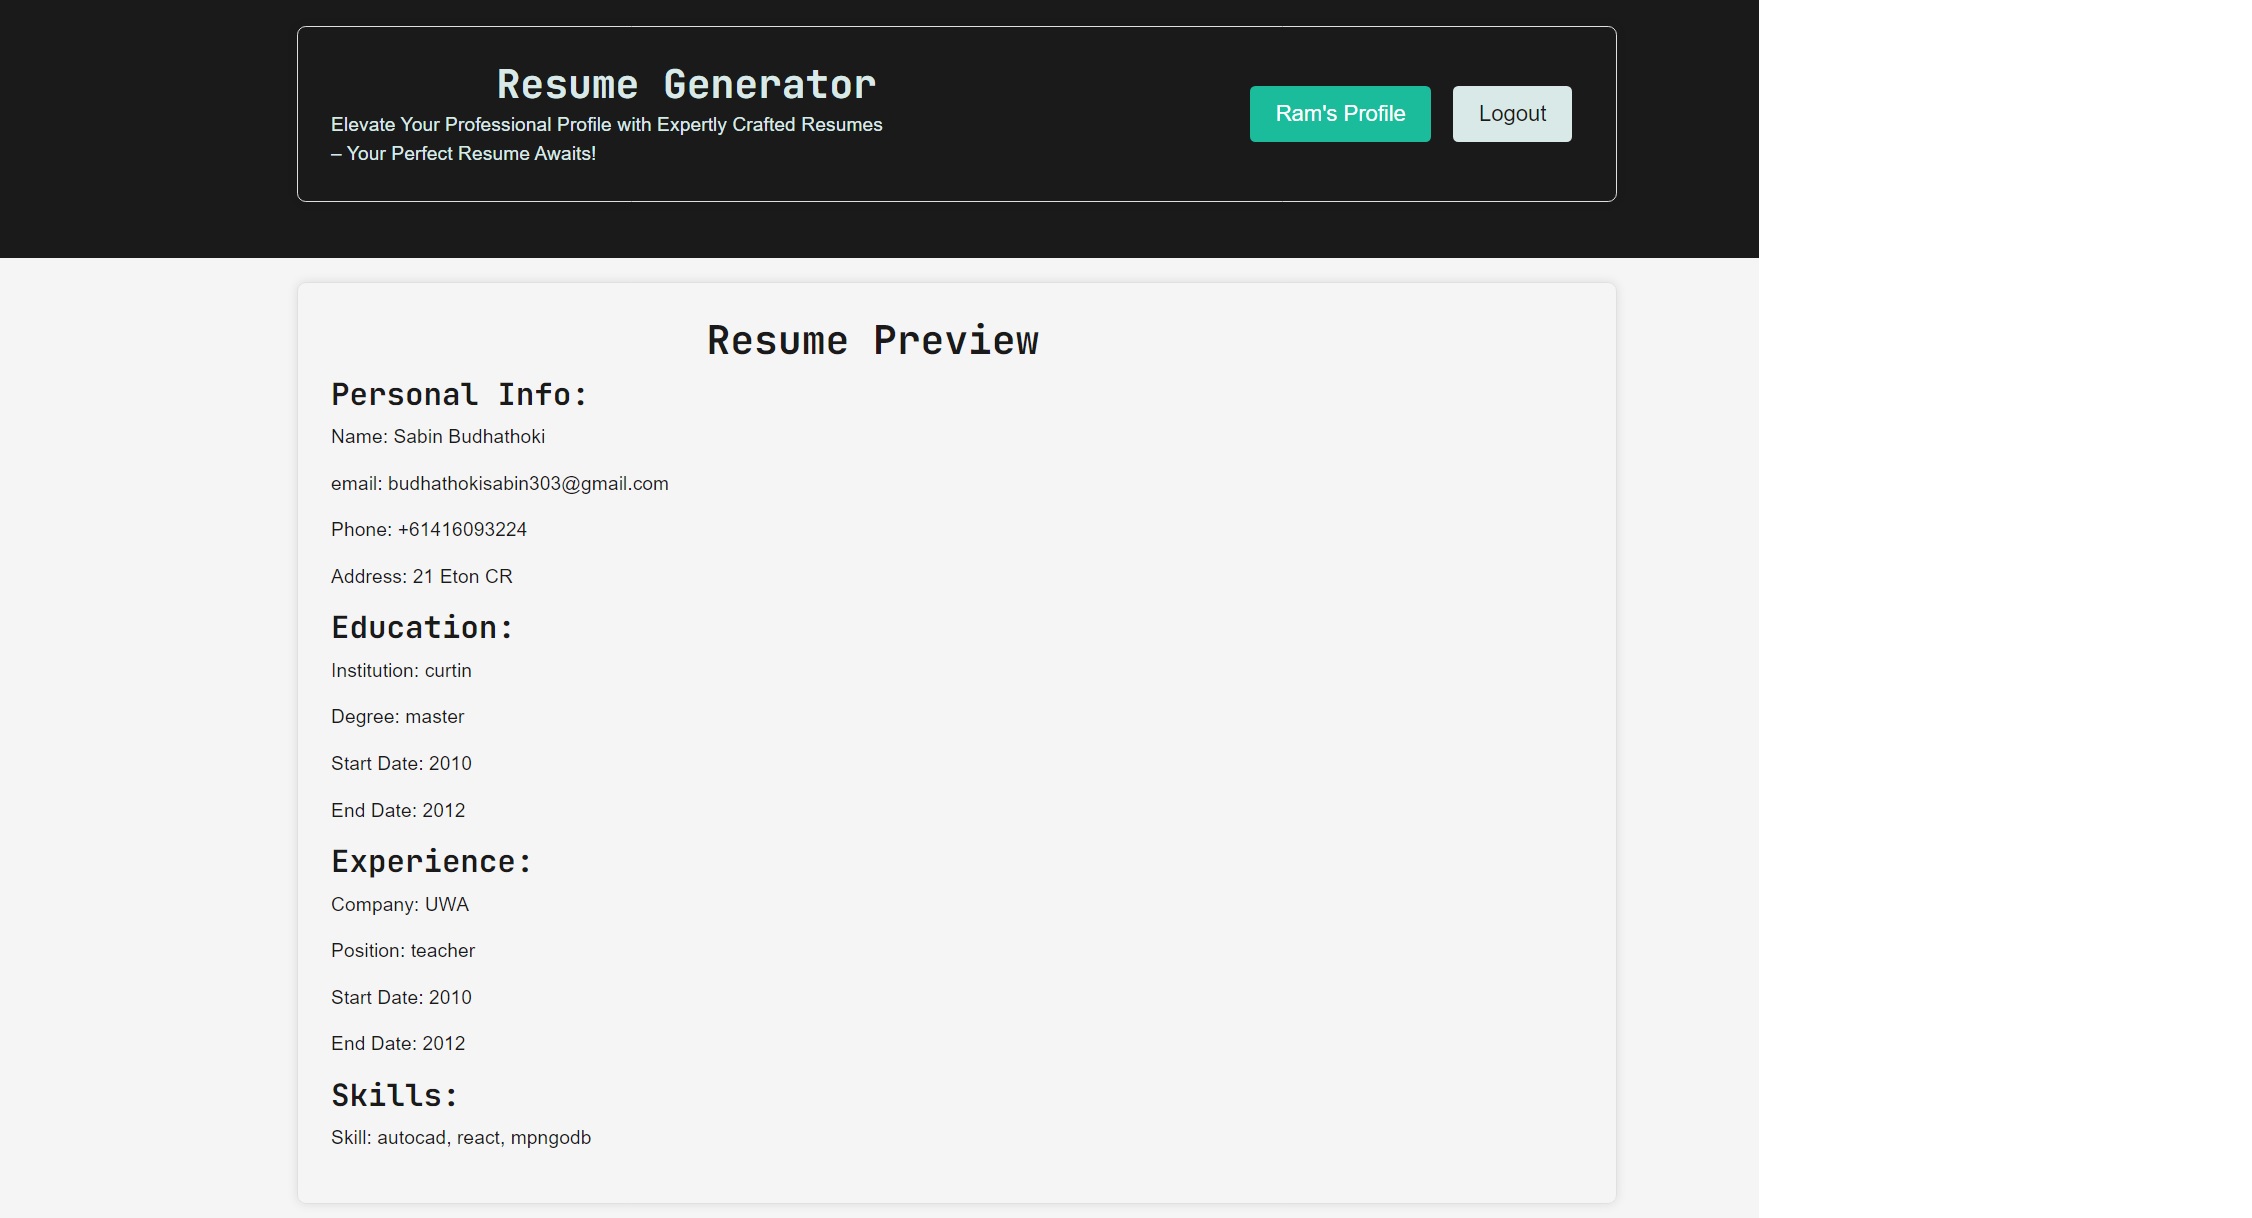 Resume Generator
Elevate Your Professional Profile with Expertly Crafted Resumes
– Your Perfect Resume Awaits!
Ram's Profile
Logout
Resume Preview
Personal Info:
Name: Sabin Budhathoki
email: budhathokisabin303@gmail.com
Phone: +61416093224
Address: 21 Eton CR
Education:
Institution: curtin
Degree: master
Start Date: 2010
End Date: 2012
Experience:
Company: UWA
Position: teacher
Start Date: 2010
End Date: 2012
Skills:
Skill: autocad, react, mpngodb